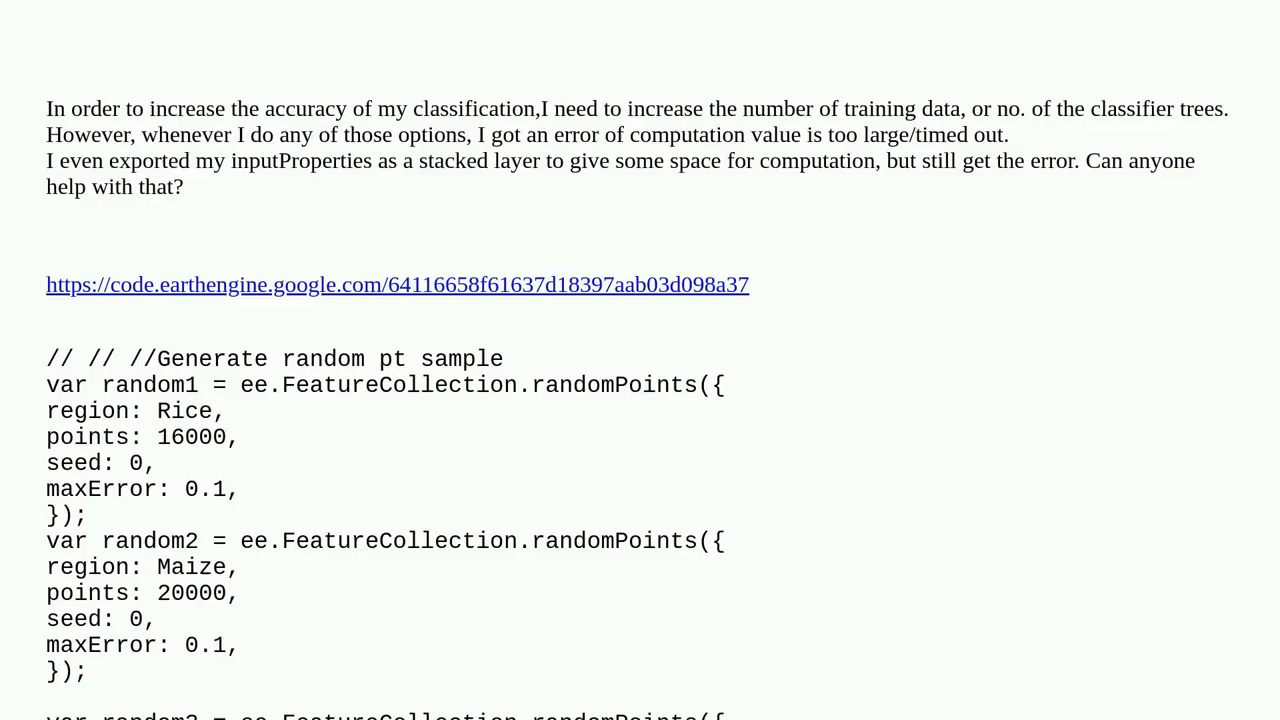 In order to increase the accuracy of my classification,I need to increase the number of training data, or no. of the classifier trees.
However, whenever I do any of those options, I got an error of computation value is too large/timed out.
I even exported my inputProperties as a stacked layer to give some space for computation, but still get the error. Can anyone
help with that?
https://code.earthengine.google.com/64116658f61637d18397aab03d098a37
// // //Generate random pt sample
var random1 = ee.FeatureCollection.randomPoints({
region: Rice,
points: 16000,
seed: 0,
maxError: 0.1,
});
var random2 = ee.FeatureCollection.randomPoints({
region: Maize,
points: 20000,
seed: 0,
maxError: 0.1,
});
var random3 = ee.FeatureCollection.randomPoints({